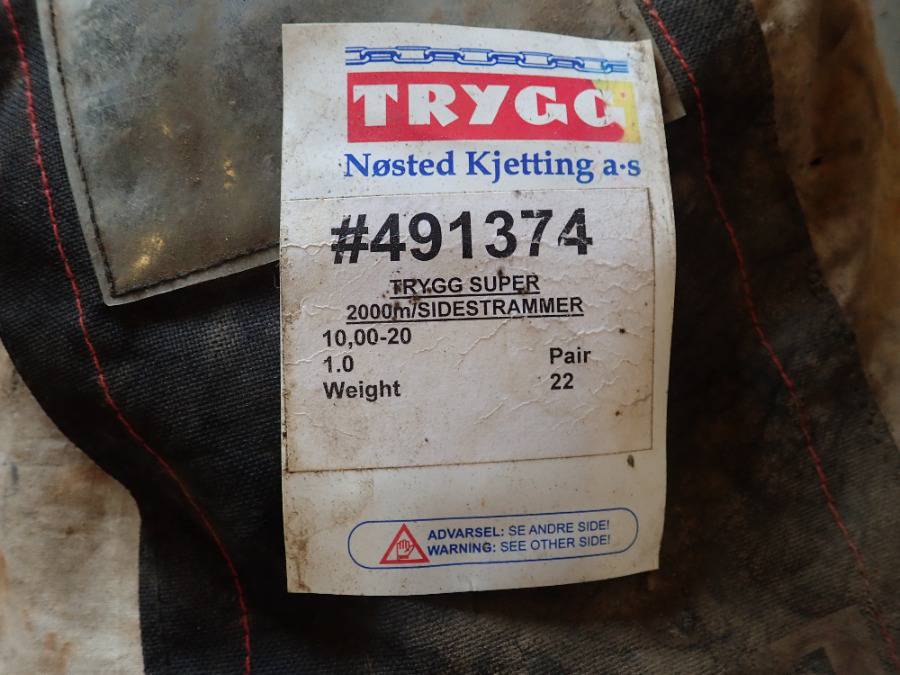 TRYGG
Nøsted Kjetting a·s
#491374
TRYGG SUPER
2000m/SIDESTRAMMER
10,00-20
1.0 Pair
Weight 22
ADVARSEL: SE ANDRE SIDE!
WARNING: SEE OTHER SIDE!